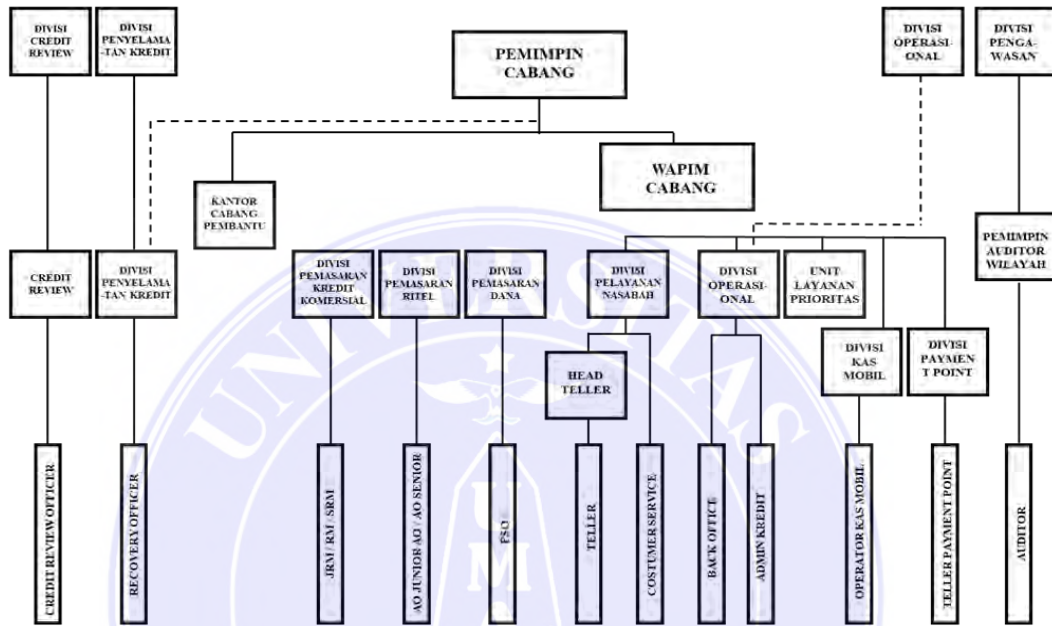 DIVISI
CREDIT
REVIEW
DIVISI
PENYELAMA
-TAN KREDIT
PEMIMPIN
CABANG
DIVISI
OPERASI-
ONAL
DIVISI
PENGA-
WASAN
WAPIM
CABANG
KANTOR
CABANG
PEMBANTU
CREDIT
REVIEW
DIVISI
PENYELAMA
-TAN KREDIT
DIVISI
PEMASARAN
KREDIT
KOMERSIAL
DIVISI
PEMASARAN
RITEL
DIVISI
PEMASARAN
DANA
DIVISI
PELAYANAN
NASABAH
DIVISI
OPERASI-
ONAL
UNIT
LAYANAN
PRIORITAS
PEMIMPIN
AUDITOR
WILAYAH
HEAD
TELLER
DIVISI
KAS
MOBIL
DIVISI
PAYMEN
T POINT
CREDIT REVIEW OFFICER
RECOVERY OFFICER
JRM / RM / SRM
AO JUNIOR AO / AO SENIOR
FSO
TELLER
COSTUMER SERVICE
BACK OFFICE
ADMIN KREDIT
OPERATOR KAS MOBIL
TELLER PAYMENT POINT
AUDITOR
UNIVERSITAS
U
M